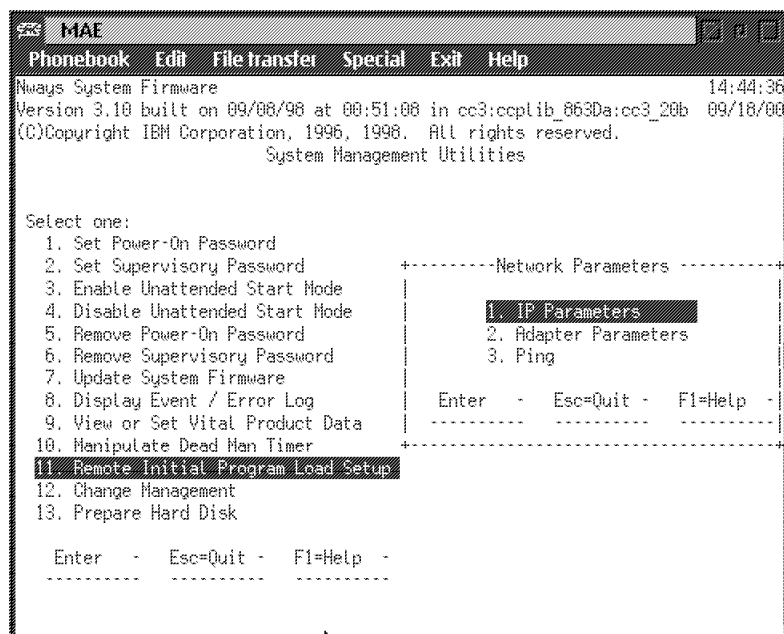 MAE
Phonebook Edit File transfer Special Exit Help
Nways System Firmware 14:44:36
Version 3.10 built on 09/08/98 at 00:51:08 in cc3:ccplib_863Da:cc3_20b 09/18/00
(C)Copyright IBM Corporation, 1996, 1998. All rights reserved.
System Management Utilities
Select one:
1. Set Power-On Password
2. Set Supervisory Password
3. Enable Unattended Start Mode
4. Disable Unattended Start Mode
5. Remove Power-On Password
6. Remove Supervisory Password
7. Update System Firmware
8. Display Event / Error Log
9. View or Set Vital Product Data
10. Manipulate Dead Man Timer
11. Remote Initial Program Load Setup
12. Change Management
13. Prepare Hard Disk
Enter - Esc=Quit - F1=Help -
Network Parameters
1. IP Parameters
2. Adapter Parameters
3. Ping
Enter - Esc=Quit - F1=Help -